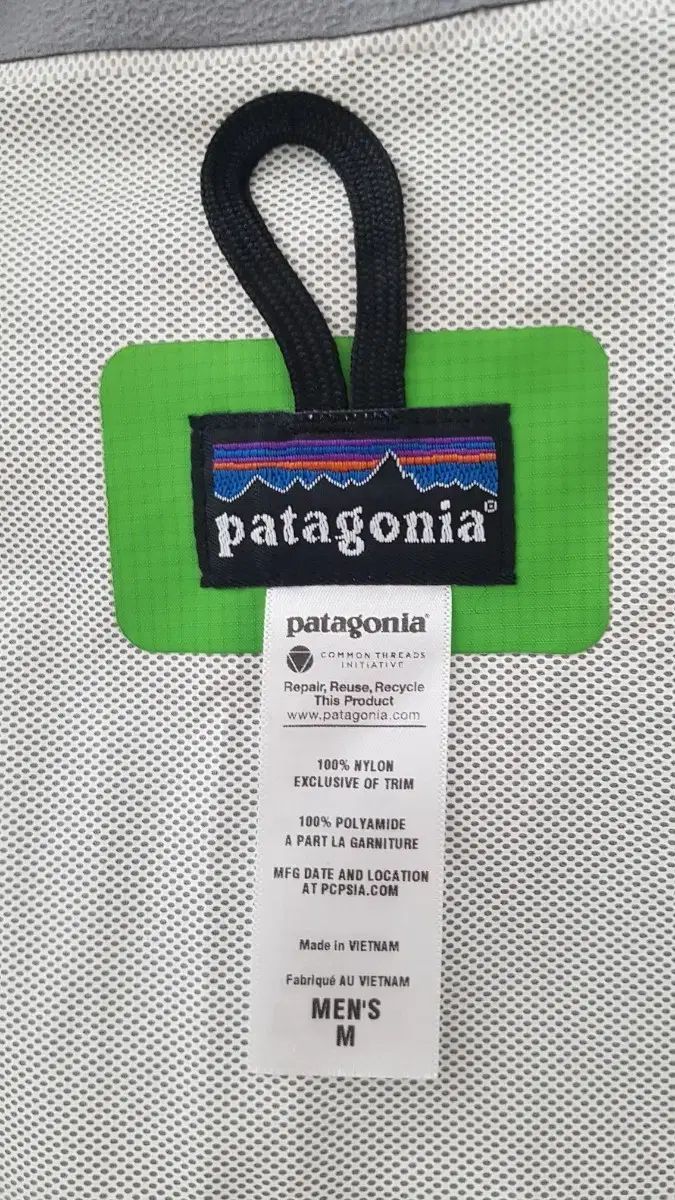 patagonia®
patagonia®
COMMON THREADS
INITIATIVE
Repair, Reuse, Recycle
This Product
www.patagonia.com
100% NYLON
EXCLUSIVE OF TRIM
100% POLYAMIDE
À PART LA GARNITURE
MFG DATE AND LOCATION
AT PCPSIA.COM
Made in VIETNAM
Fabriqué AU VIETNAM
MEN'S
M